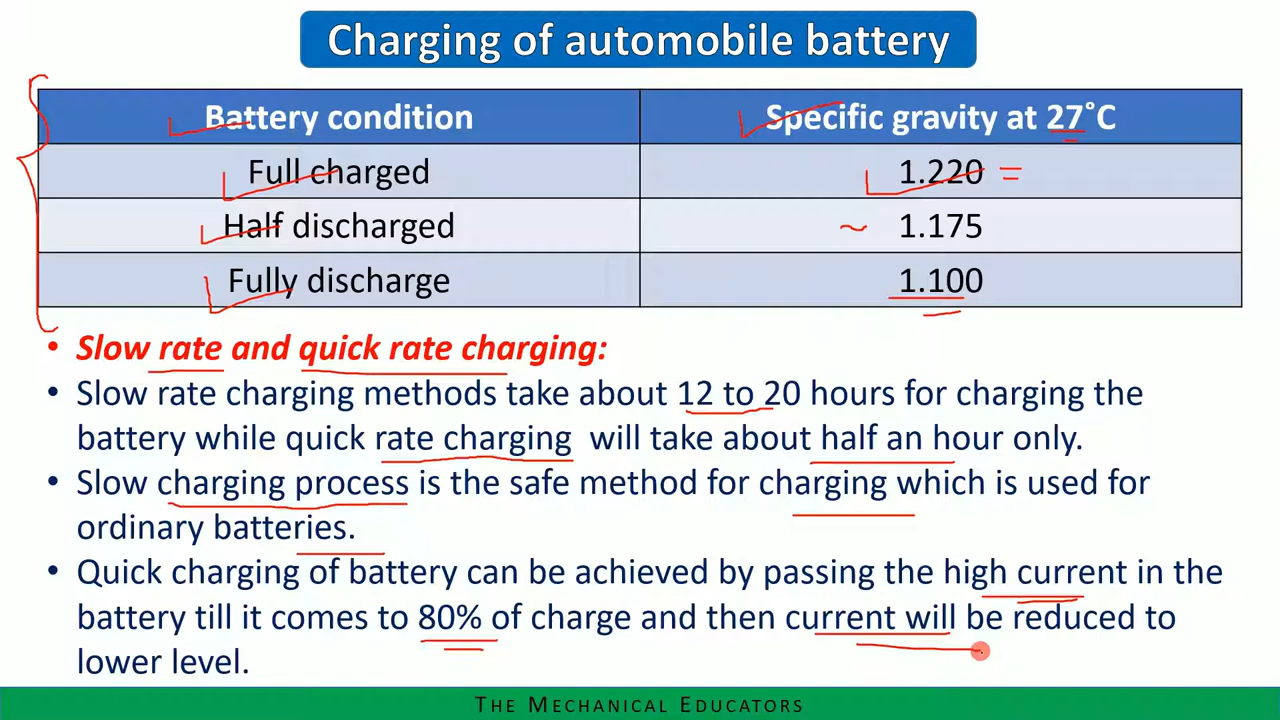 Charging of automobile battery
Battery condition Specific gravity at 27˚C
Full charged 1.220
Half discharged 1.175
Fully discharge 1.100
• Slow rate and quick rate charging:
• Slow rate charging methods take about 12 to 20 hours for charging the
battery while quick rate charging will take about half an hour only.
• Slow charging process is the safe method for charging which is used for
ordinary batteries.
• Quick charging of battery can be achieved by passing the high current in the
battery till it comes to 80% of charge and then current will be reduced to
lower level.
THE MECHANICAL EDUCATORS